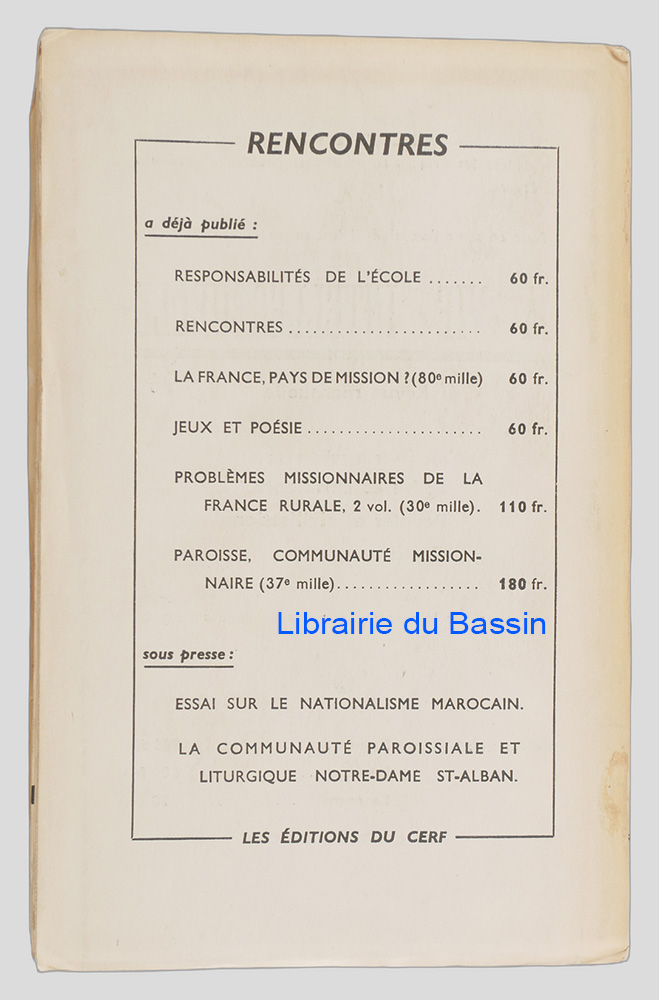 RENCONTRES
a déjà publié :
RESPONSABILITÉS DE L'ÉCOLE ....... 60 fr.
RENCONTRES ........................ 60 fr.
LA FRANCE, PAYS DE MISSION ? (80e mille) 60 fr.
JEUX ET POÉSIE ...................... 60 fr.
PROBLÈMES MISSIONNAIRES DE LA
FRANCE RURALE, 2 vol. (30e mille). 110 fr.
PAROISSE, COMMUNAUTÉ MISSION-
NAIRE (37e mille).................. 180 fr.
Librairie du Bassin
sous presse :
ESSAI SUR LE NATIONALISME MAROCAIN.
LA COMMUNAUTÉ PAROISSIALE ET
LITURGIQUE NOTRE-DAME ST-ALBAN.
LES ÉDITIONS DU CERF